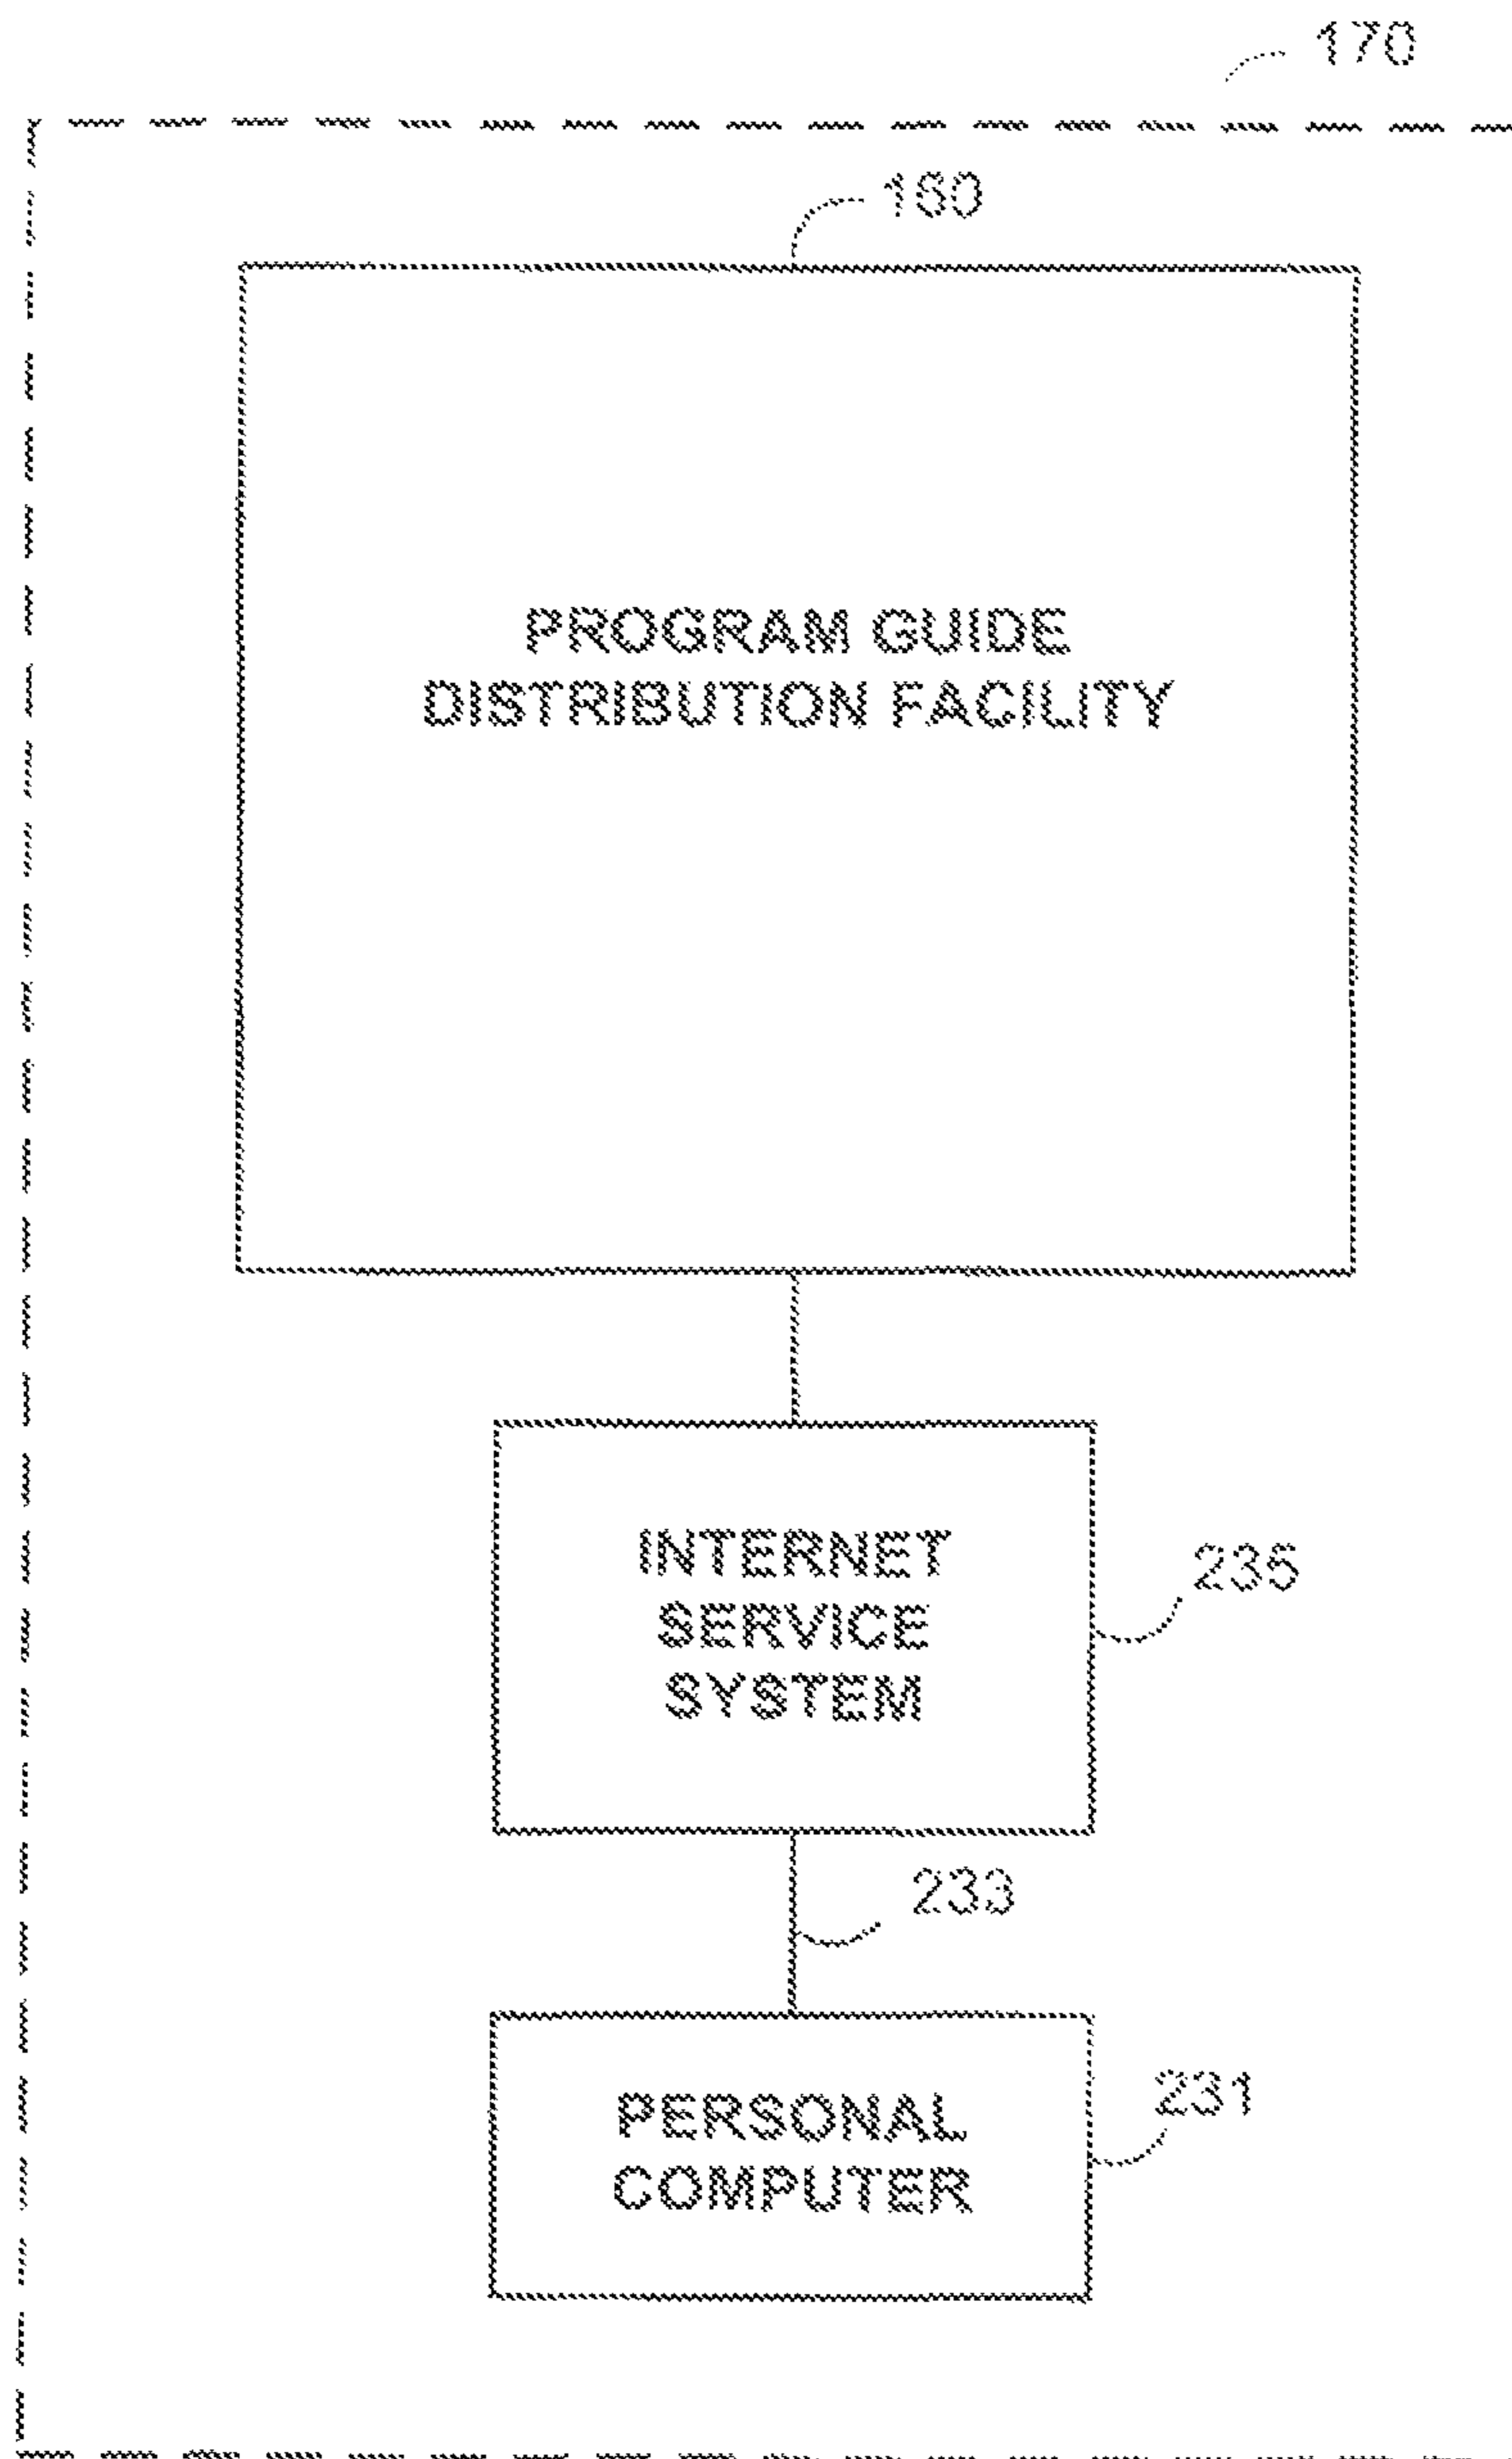 170
160
PROGRAM GUIDE
DISTRIBUTION FACILITY
INTERNET
SERVICE
SYSTEM
235
233
PERSONAL
COMPUTER
231